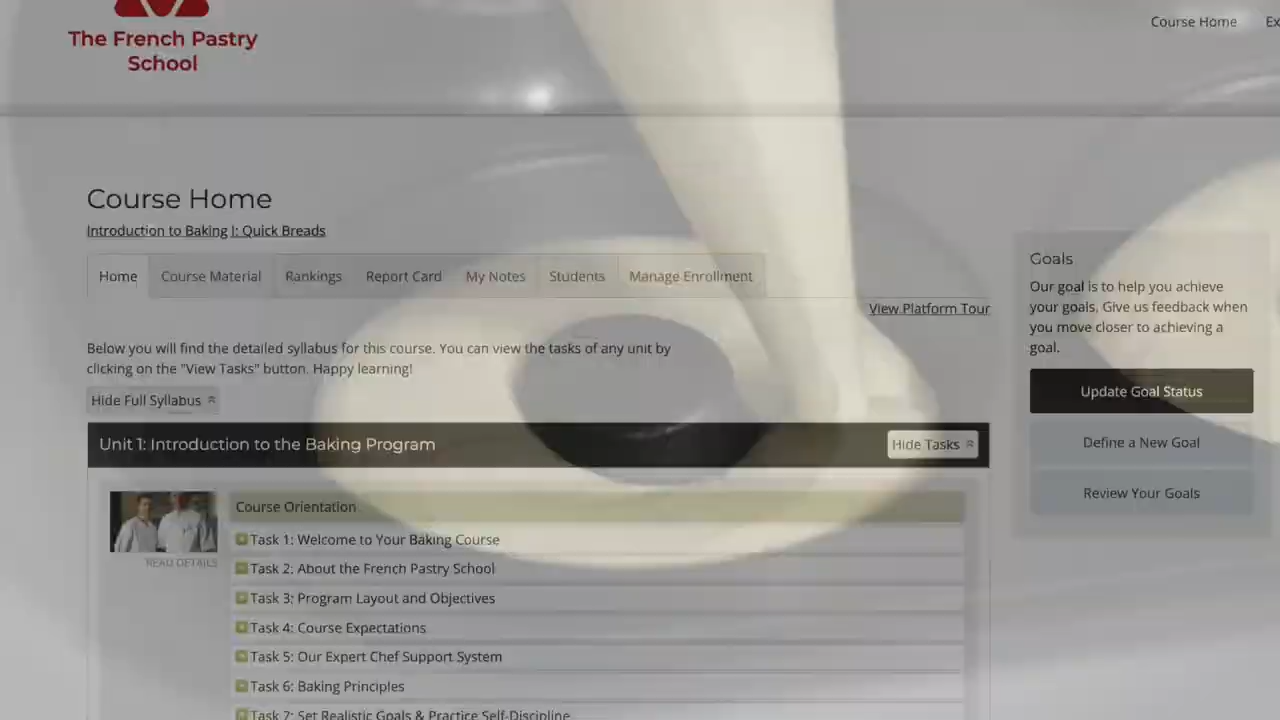 The French Pastry
School
Course Home
Ex
Course Home
Introduction to Baking I: Quick Breads
Home
Course Material
Rankings
Report Card
My Notes
Students
Manage Enrollment
View Platform Tour
Below you will find the detailed syllabus for this course. You can view the tasks of any unit by
clicking on the "View Tasks" button. Happy learning!
Hide Full Syllabus
Unit 1: Introduction to the Baking Program
Hide Tasks
Course Orientation
READ DETAILS
Task 1: Welcome to Your Baking Course
Task 2: About the French Pastry School
Task 3: Program Layout and Objectives
Task 4: Course Expectations
Task 5: Our Expert Chef Support System
Task 6: Baking Principles
Task 7: Set Realistic Goals & Practice Self-Discipline
Goals
Our goal is to help you achieve
your goals. Give us feedback when
you move closer to achieving a
goal.
Update Goal Status
Define a New Goal
Review Your Goals